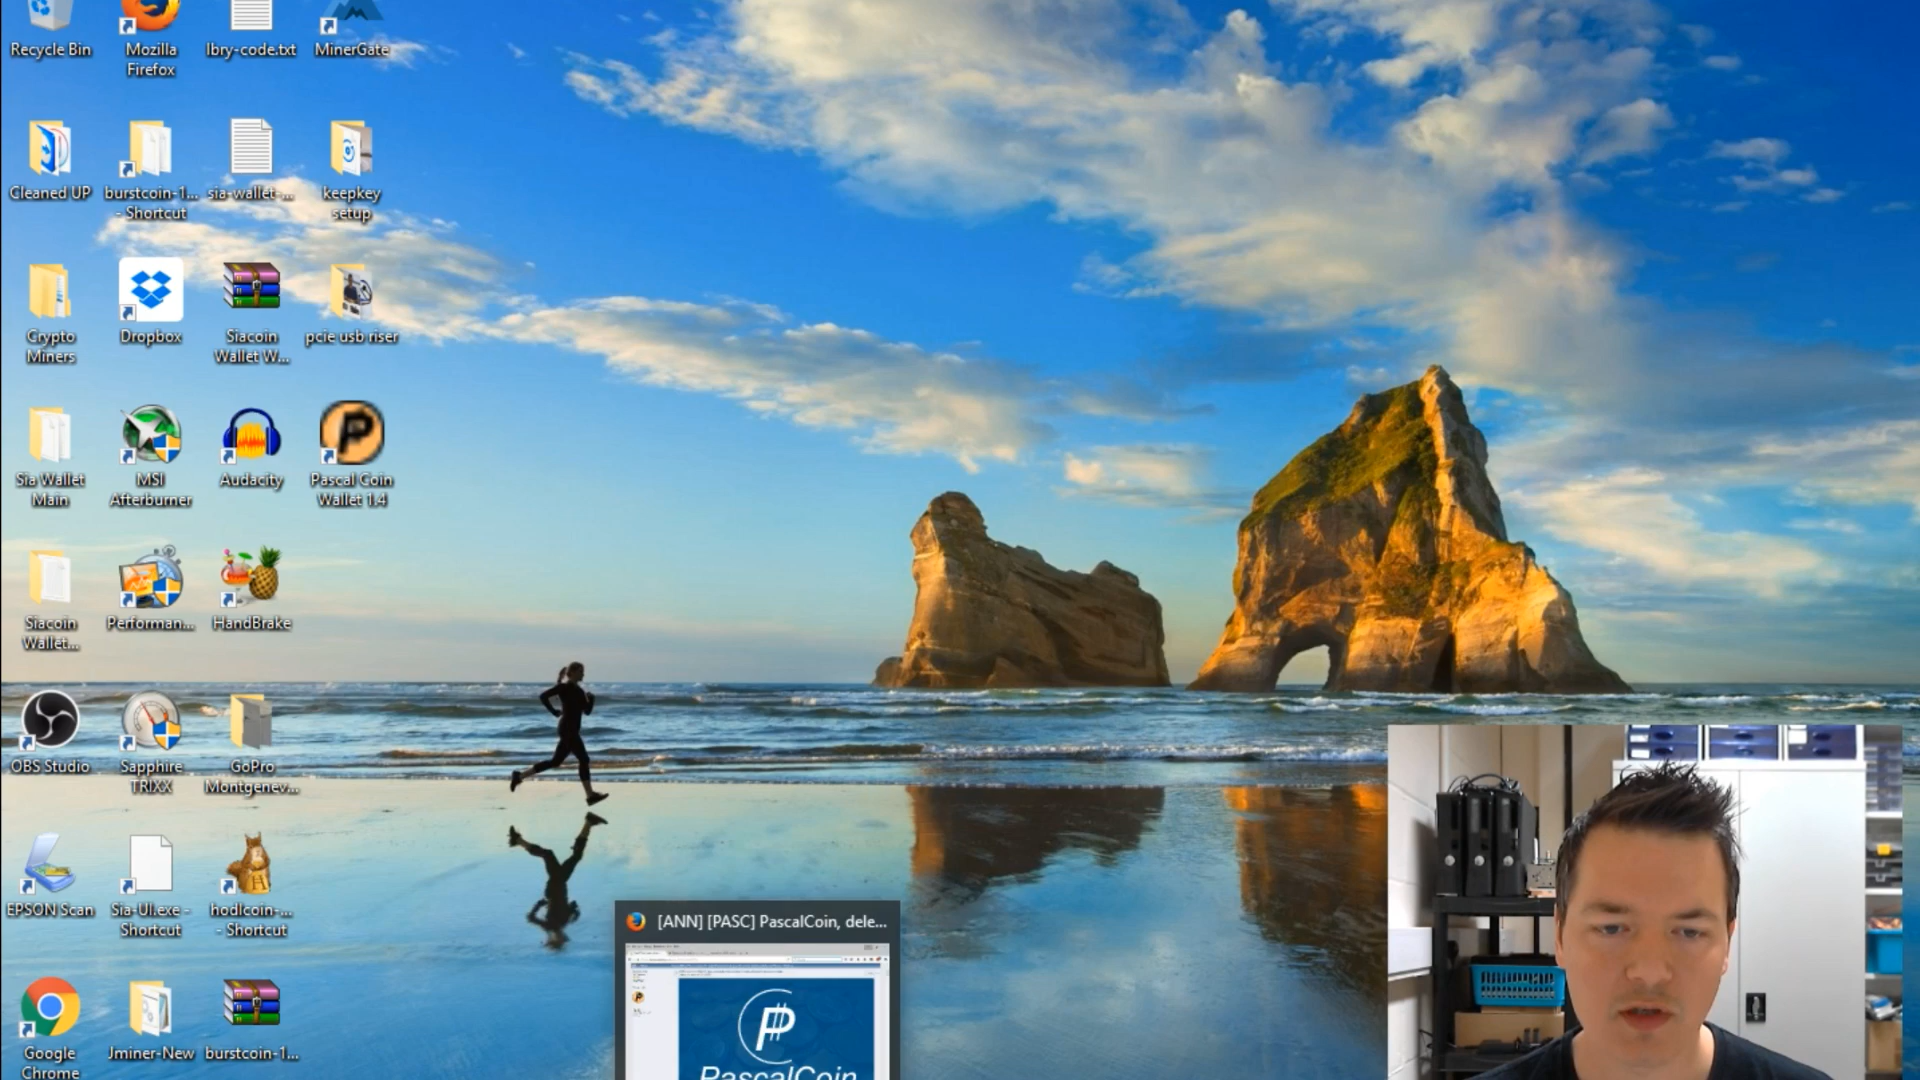 Recycle Bin
Mozilla
Firefox
lbry-code.txt
MinerGate
Cleaned UP
burstcoin-1...
- Shortcut
sia-wallet-...
keepkey
setup
Crypto
Miners
Dropbox
Siacoin
Wallet W...
pcie usb riser
Sia Wallet
Main
MSI
Afterburner
Audacity
Pascal Coin
Wallet 1.4
Siacoin
Wallet...
Performan...
HandBrake
OBS Studio
Sapphire
TRIXX
GoPro
Montgenev...
EPSON Scan
Sia-UI.exe -
Shortcut
hodlcoin-...
- Shortcut
Google
Chrome
Jminer-New
burstcoin-1...
[ANN] [PASC] PascalCoin, dele...
PascalCoin